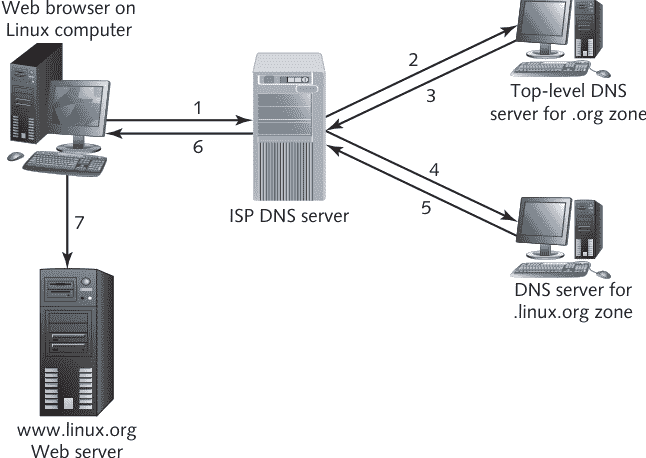 Web browser on
Linux computer
1
6
7
2
3
4
5
ISP DNS server
Top-level DNS
server for .org zone
DNS server for
.linux.org zone
www.linux.org
Web server